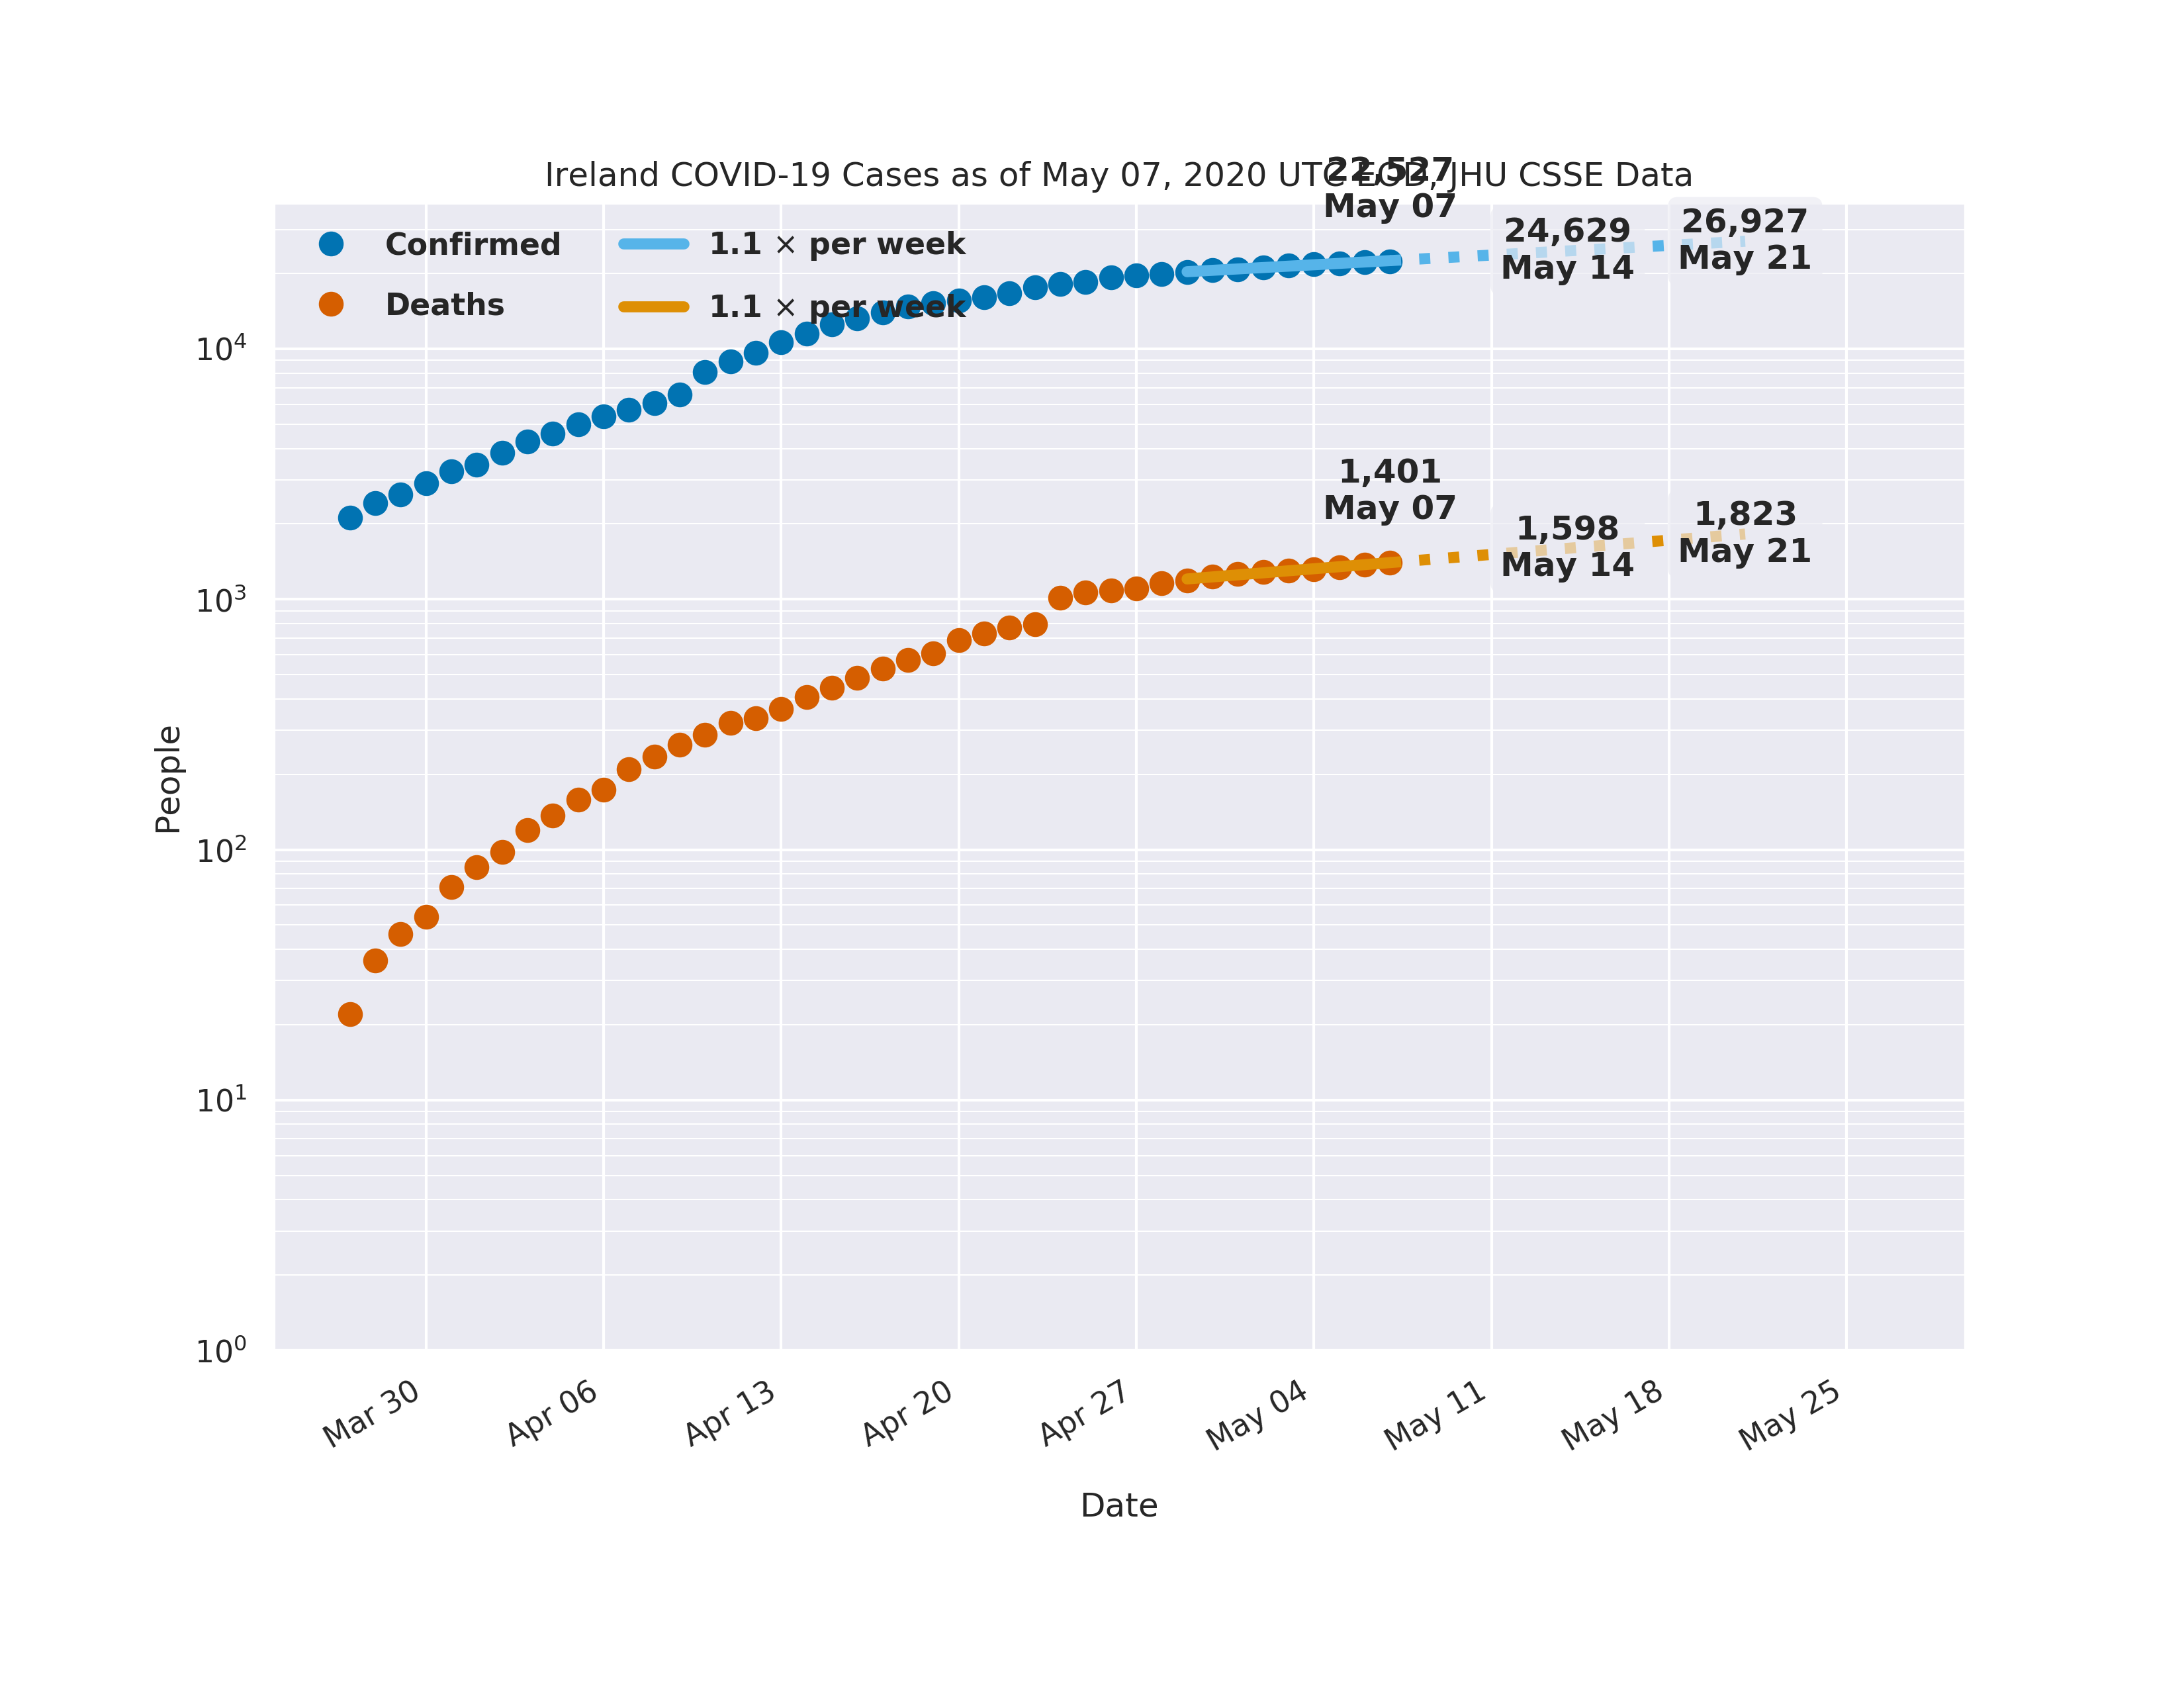 Ireland COVID-19 Cases as of May 07, 2020 UTC EOD, JHU CSSE Data
22,527
May 07
24,629
May 14
26,927
May 21
Confirmed
1.1 × per week
Deaths
1.1 × per week
1,401
May 07
1,598
May 14
1,823
May 21
People
10⁴
10³
10²
10¹
10⁰
Mar 30
Apr 06
Apr 13
Apr 20
Apr 27
May 04
May 11
May 18
May 25
Date